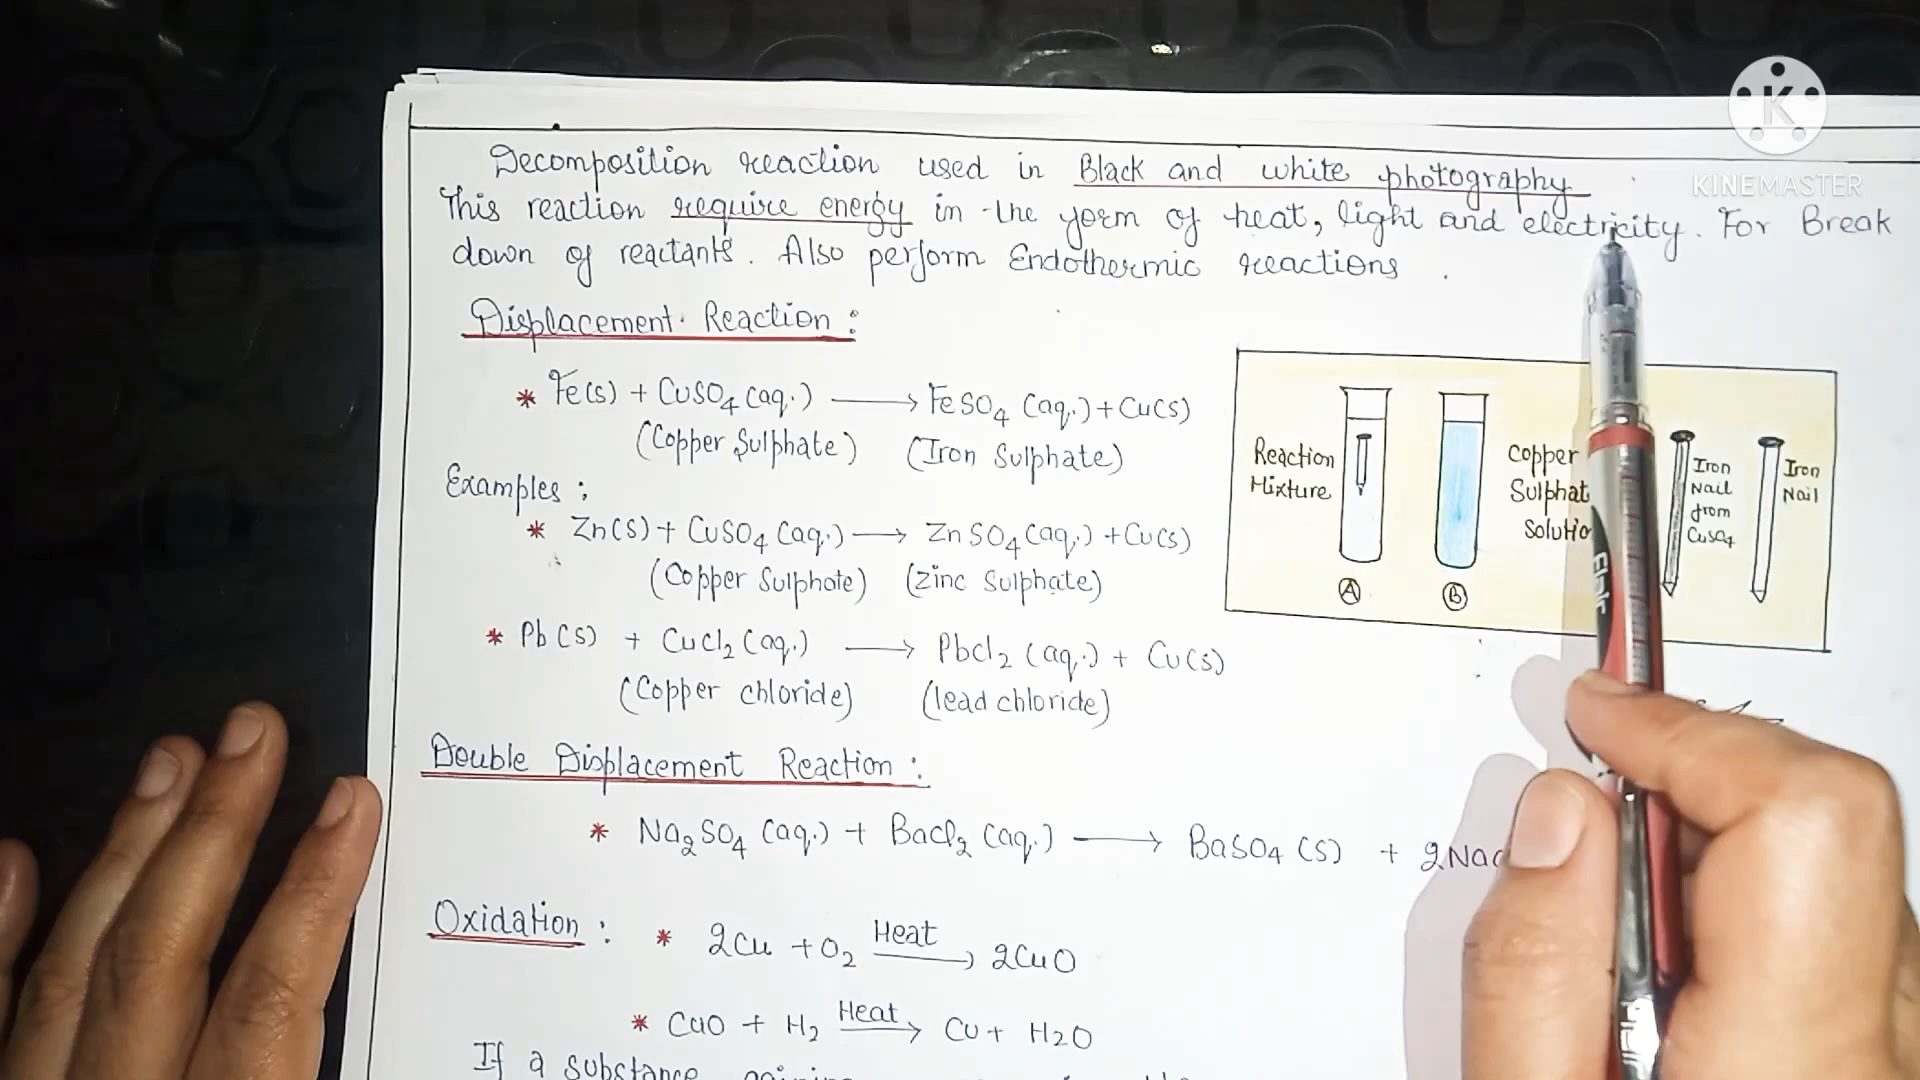 Decomposition reaction used in Black and white photography
This reaction require energy in the form of heat, light and electricity. For Break
down of reactants. Also perform Endothermic reactions.
Displacement Reaction:
* Fe(s) + CuSO4 (aq.) ⟶ FeSO4 (aq.) + Cu(s)
(Copper Sulphate) (Iron Sulphate)
Examples:
* Zn(s) + CuSO4 (aq.) ⟶ ZnSO4 (aq.) + Cu(s)
(Copper Sulphate) (Zinc Sulphate)
* Pb(s) + CuCl2 (aq.) ⟶ PbCl2 (aq.) + Cu(s)
(Copper chloride) (lead chloride)
Reaction
Mixture
A
B
Copper
Sulphat
Solutio
Iron
Nail
from
CuSO4
Iron
Nail
Double Displacement Reaction:
* Na2SO4 (aq.) + BaCl2 (aq.) ⟶ BaSO4 (s) + 2Nac
Oxidation: * 2Cu + O2 Heat⟶ 2CuO
* CuO + H2 Heat⟶ Cu + H2O
If a substance gaining
K
KINEMASTER